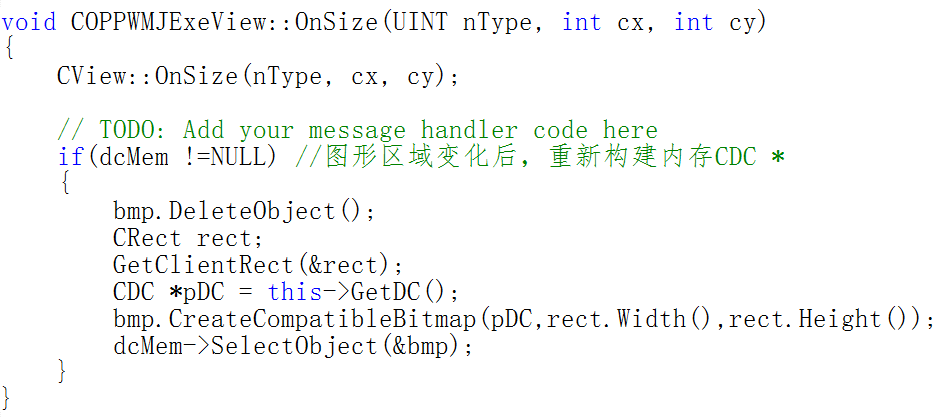 void COPPWMJExeView::OnSize(UINT nType, int cx, int cy)
{
    CView::OnSize(nType, cx, cy);

    // TODO: Add your message handler code here
    if(dcMem !=NULL) //图形区域变化后，重新构建内存CDC *
    {
        bmp.DeleteObject();
        CRect rect;
        GetClientRect(&rect);
        CDC *pDC = this->GetDC();
        bmp.CreateCompatibleBitmap(pDC,rect.Width(),rect.Height());
        dcMem->SelectObject(&bmp);
    }
}